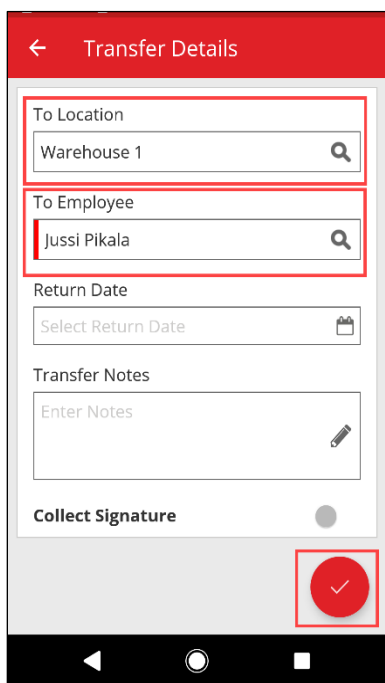 Transfer Details
To Location
Warehouse 1
To Employee
Jussi Pikala
Return Date
Select Return Date
Transfer Notes
Enter Notes
Collect Signature